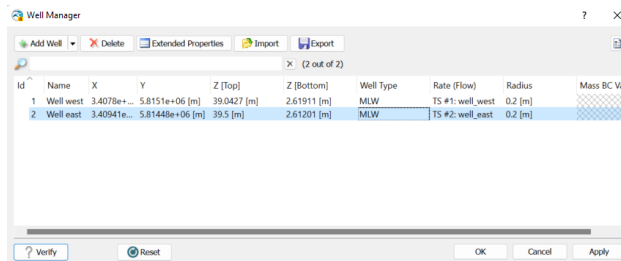 Well Manager ?
Add Well Delete Extended Properties Import Export
(2 out of 2)
Id Name X Y Z [Top] Z [Bottom] Well Type Rate (Flow) Radius Mass BC Va
1 Well west 3.4078e+... 5.8151e+06 [m] 39.0427 [m] 2.61911 [m] MLW TS #1: well_west 0.2 [m]
2 Well east 3.40941e... 5.81448e+06 [m] 39.5 [m] 2.61201 [m] MLW TS #2: well_east 0.2 [m]
? Verify Reset OK Cancel Apply